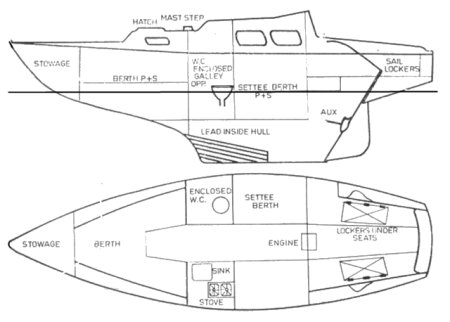 HATCH
MAST STEP
STOWAGE
BERTH P+S
W.C.
ENCLOSED
GALLEY
OPP.
SETTEE BERTH
P+S
SAIL
LOCKERS
AUX
LEAD INSIDE HULL
ENCLOSED
W.C.
SETTEE
BERTH
STOWAGE
BERTH
ENGINE
LOCKERS UNDER
SEATS
SINK
STOVE